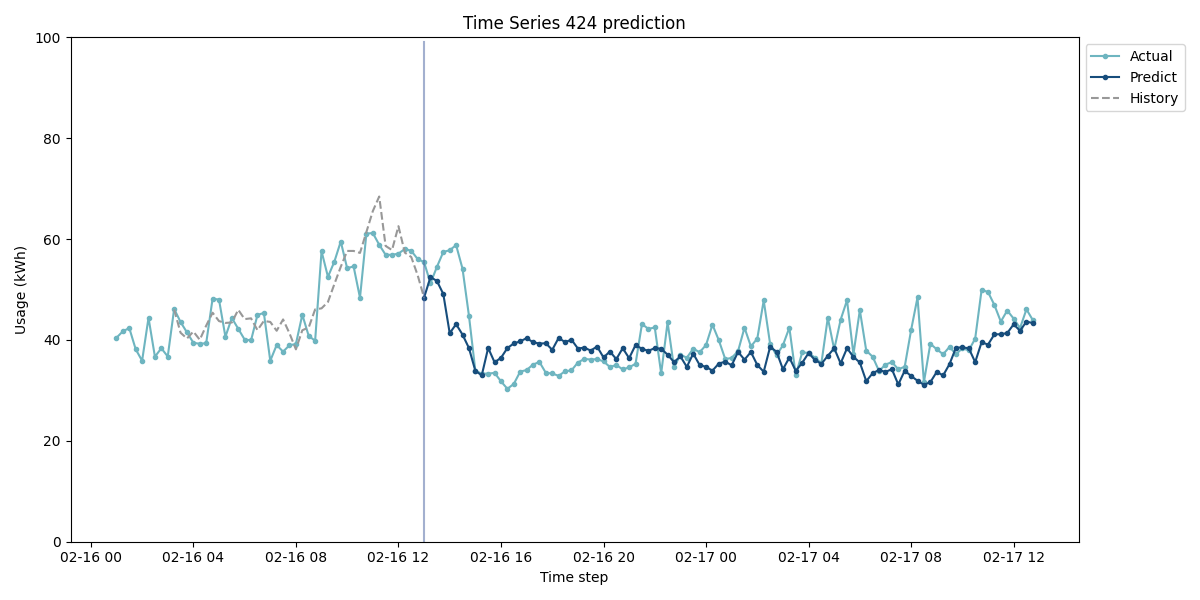 Time Series 424 prediction
100
80
60
40
20
0
Usage (kWh)
02-16 00 02-16 04 02-16 08 02-16 12 02-16 16 02-16 20 02-17 00 02-17 04 02-17 08 02-17 12
Time step
Actual
Predict
History